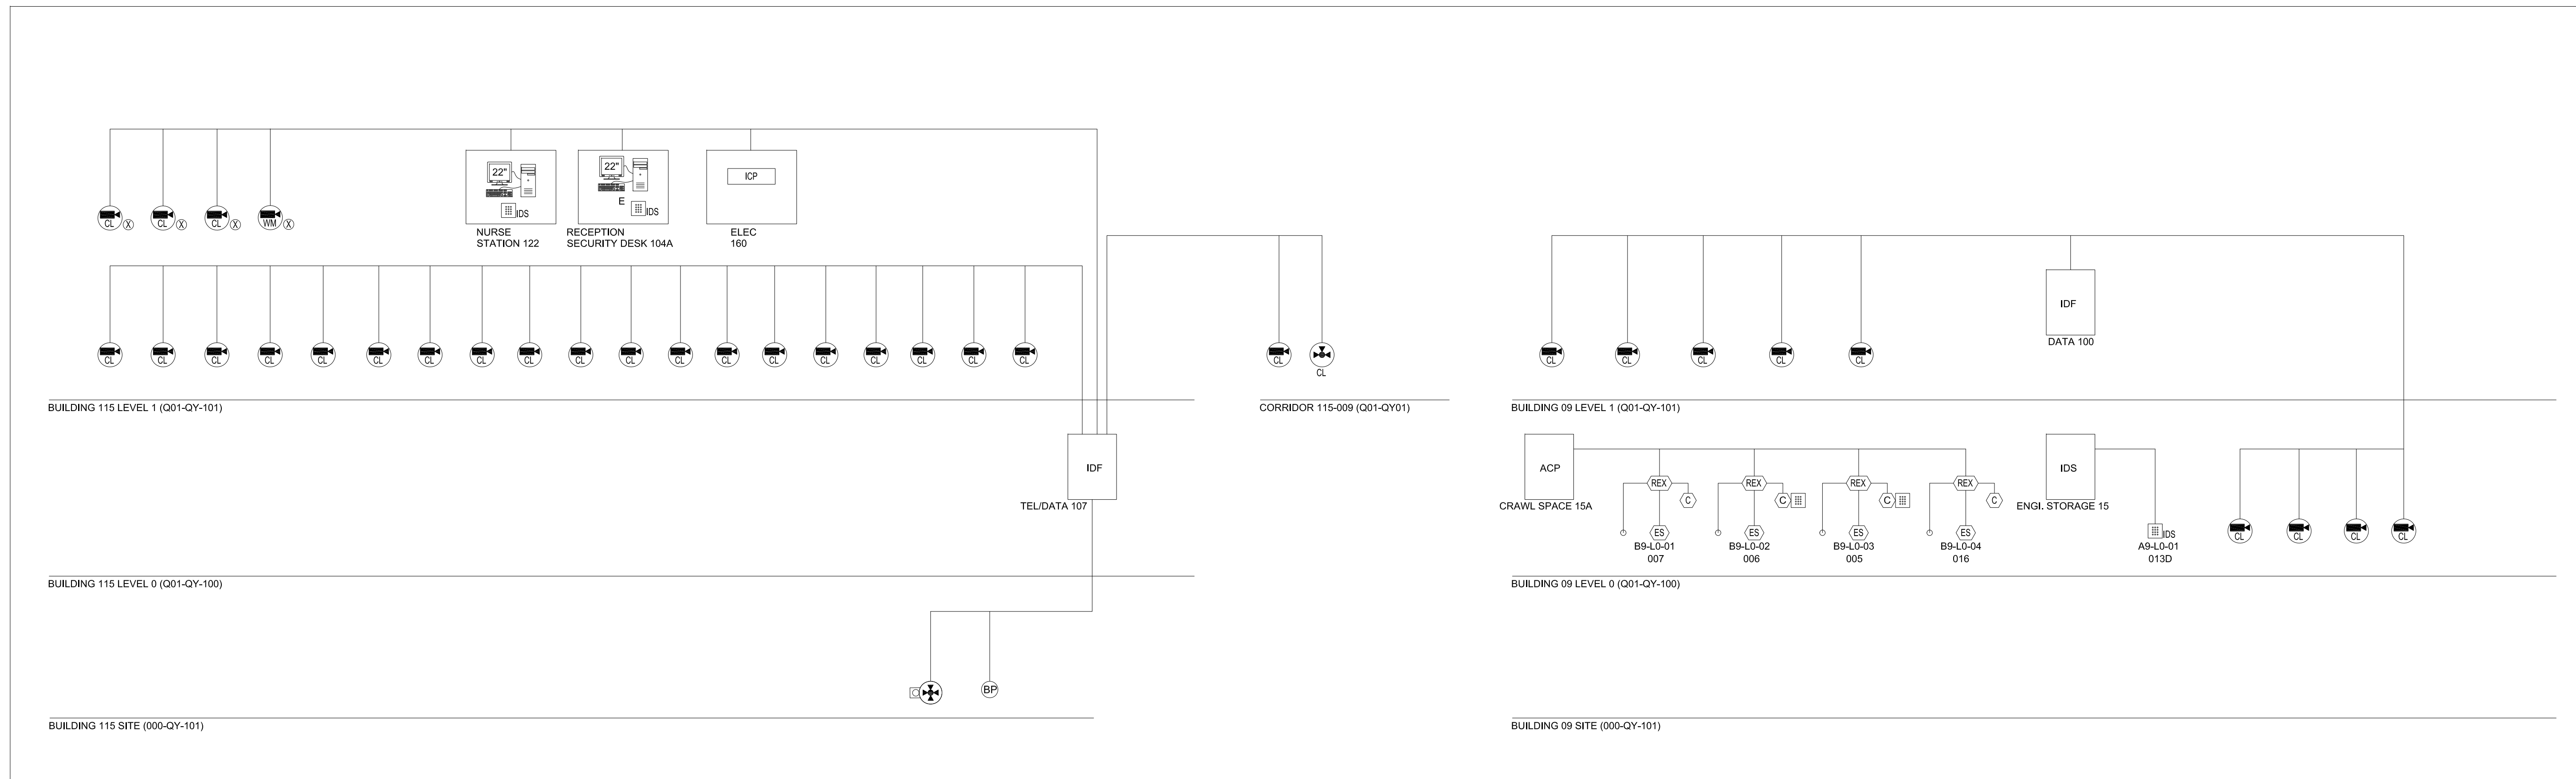 22"
IDS
22"
E
IDS
ICP
CL X
CL X
CL X
WM X
NURSE
STATION 122
RECEPTION
SECURITY DESK 104A
ELEC
160
CL CL CL CL CL CL CL CL CL CL CL CL CL CL CL CL CL CL CL
BUILDING 115 LEVEL 1 (Q01-QY-101)
CL
CL
CORRIDOR 115-009 (Q01-QY01)
IDF
DATA 100
CL CL CL CL CL
BUILDING 09 LEVEL 1 (Q01-QY-101)
IDF
TEL/DATA 107
BUILDING 115 LEVEL 0 (Q01-QY-100)
ACP
CRAWL SPACE 15A
REX
C
ES
B9-L0-01
007
REX
C
ES
B9-L0-02
006
REX
C
ES
B9-L0-03
005
REX
C
ES
B9-L0-04
016
IDS
ENGI. STORAGE 15
IDS
A9-L0-01
013D
CL CL CL CL
BUILDING 09 LEVEL 0 (Q01-QY-100)
BP
BUILDING 115 SITE (000-QY-101)
BUILDING 09 SITE (000-QY-101)